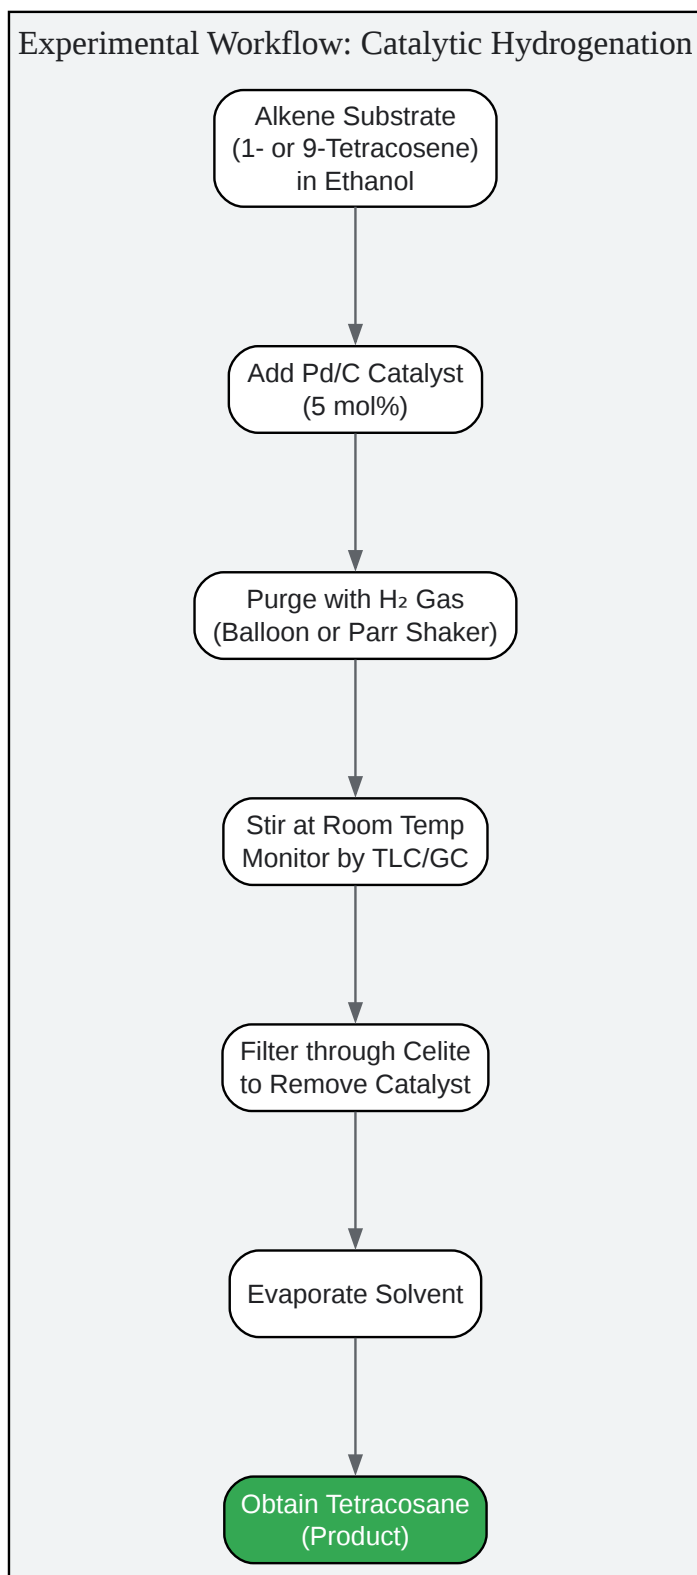 Experimental Workflow: Catalytic Hydrogenation
Alkene Substrate
(1- or 9-Tetracosene)
in Ethanol
Add Pd/C Catalyst
(5 mol%)
Purge with H₂ Gas
(Balloon or Parr Shaker)
Stir at Room Temp
Monitor by TLC/GC
Filter through Celite
to Remove Catalyst
Evaporate Solvent
Obtain Tetracosane
(Product)